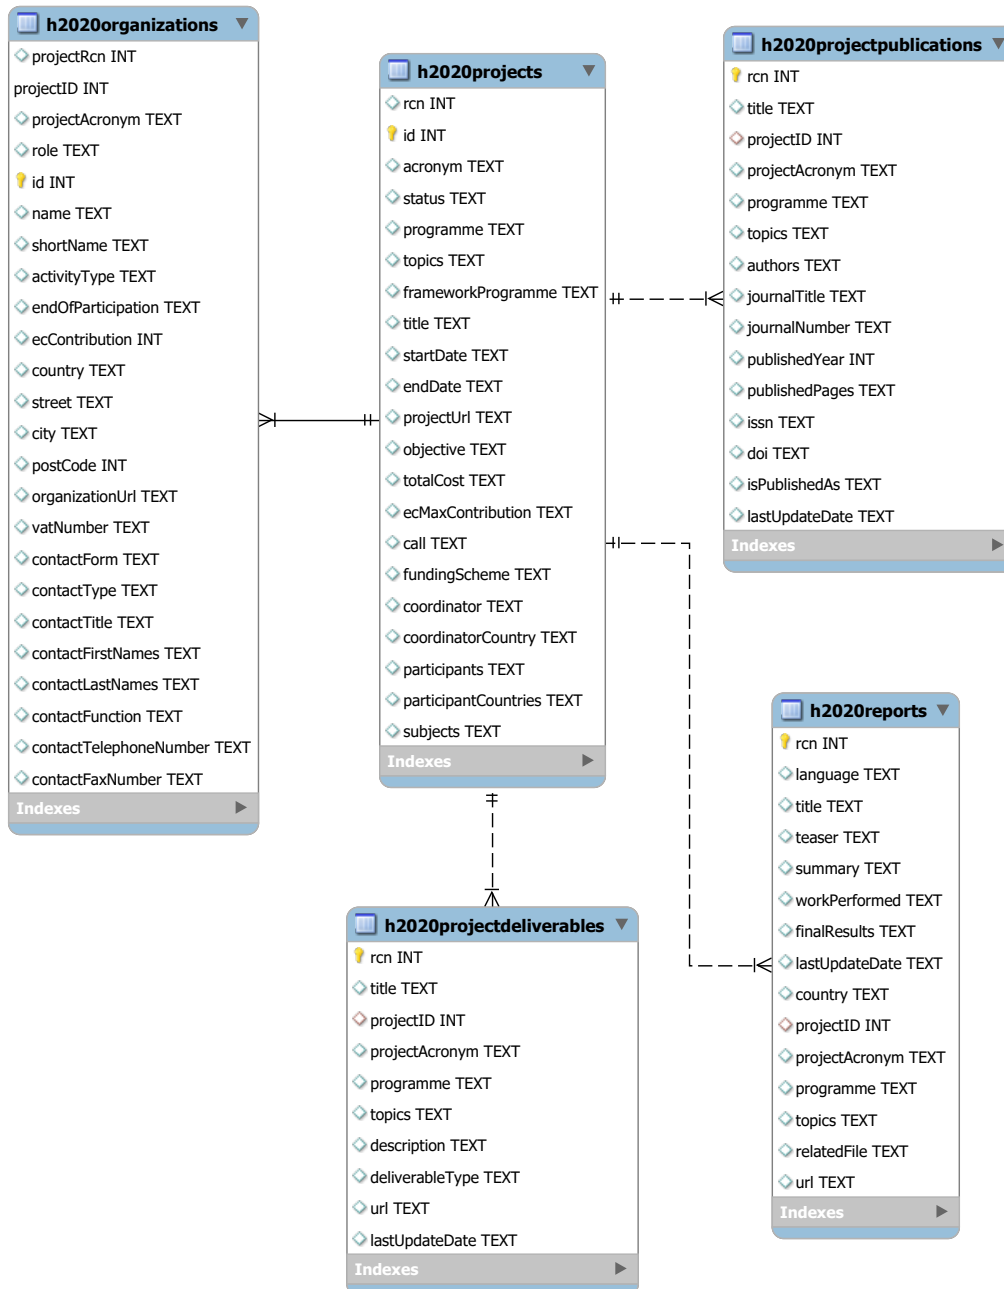 h2020organizations
projectRcn INT
projectID INT
projectAcronym TEXT
role TEXT
id INT
name TEXT
shortName TEXT
activityType TEXT
endOfParticipation TEXT
ecContribution INT
country TEXT
street TEXT
city TEXT
postCode INT
organizationUrl TEXT
vatNumber TEXT
contactForm TEXT
contactType TEXT
contactTitle TEXT
contactFirstNames TEXT
contactLastNames TEXT
contactFunction TEXT
contactTelephoneNumber TEXT
contactFaxNumber TEXT
Indexes
h2020projects
rcn INT
id INT
acronym TEXT
status TEXT
programme TEXT
topics TEXT
frameworkProgramme TEXT
title TEXT
startDate TEXT
endDate TEXT
projectUrl TEXT
objective TEXT
totalCost TEXT
ecMaxContribution TEXT
call TEXT
fundingScheme TEXT
coordinator TEXT
coordinatorCountry TEXT
participants TEXT
participantCountries TEXT
subjects TEXT
Indexes
h2020projectpublications
rcn INT
title TEXT
projectID INT
projectAcronym TEXT
programme TEXT
topics TEXT
authors TEXT
journalTitle TEXT
journalNumber TEXT
publishedYear INT
publishedPages TEXT
issn TEXT
doi TEXT
isPublishedAs TEXT
lastUpdateDate TEXT
Indexes
h2020reports
rcn INT
language TEXT
title TEXT
teaser TEXT
summary TEXT
workPerformed TEXT
finalResults TEXT
lastUpdateDate TEXT
country TEXT
projectID INT
projectAcronym TEXT
programme TEXT
topics TEXT
relatedFile TEXT
url TEXT
Indexes
h2020projectdeliverables
rcn INT
title TEXT
projectID INT
projectAcronym TEXT
programme TEXT
topics TEXT
description TEXT
deliverableType TEXT
url TEXT
lastUpdateDate TEXT
Indexes